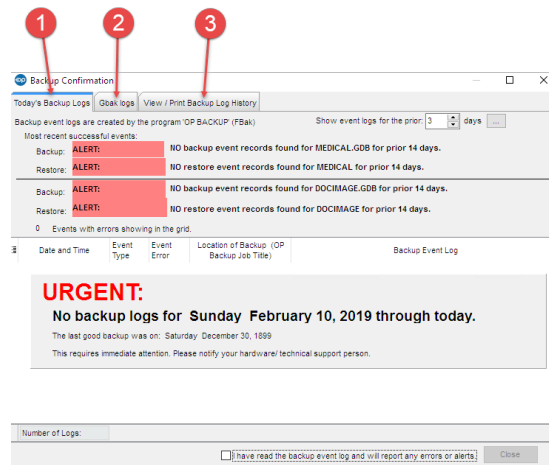 1 2 3
op Backup Confirmation
Today's Backup Logs Gbak logs View / Print Backup Log History
Backup event logs are created by the program 'OP BACKUP' (FBak) Show event logs for the prior: 3 days ...
Most recent successful events:
Backup: ALERT: NO backup event records found for MEDICAL.GDB for prior 14 days.
Restore: ALERT: NO restore event records found for MEDICAL for prior 14 days.
Backup: ALERT: NO backup event records found for DOCIMAGE.GDB for prior 14 days.
Restore: ALERT: NO restore event records found for DOCIMAGE for prior 14 days.
0 Events with errors showing in the grid.
Date and Time Event Type Event Error Location of Backup (OP Backup Job Title) Backup Event Log
URGENT:
No backup logs for Sunday February 10, 2019 through today.
The last good backup was on: Saturday December 30, 1899
This requires immediate attention. Please notify your hardware/ technical support person.
Number of Logs:
I have read the backup event log and will report any errors or alerts. Close